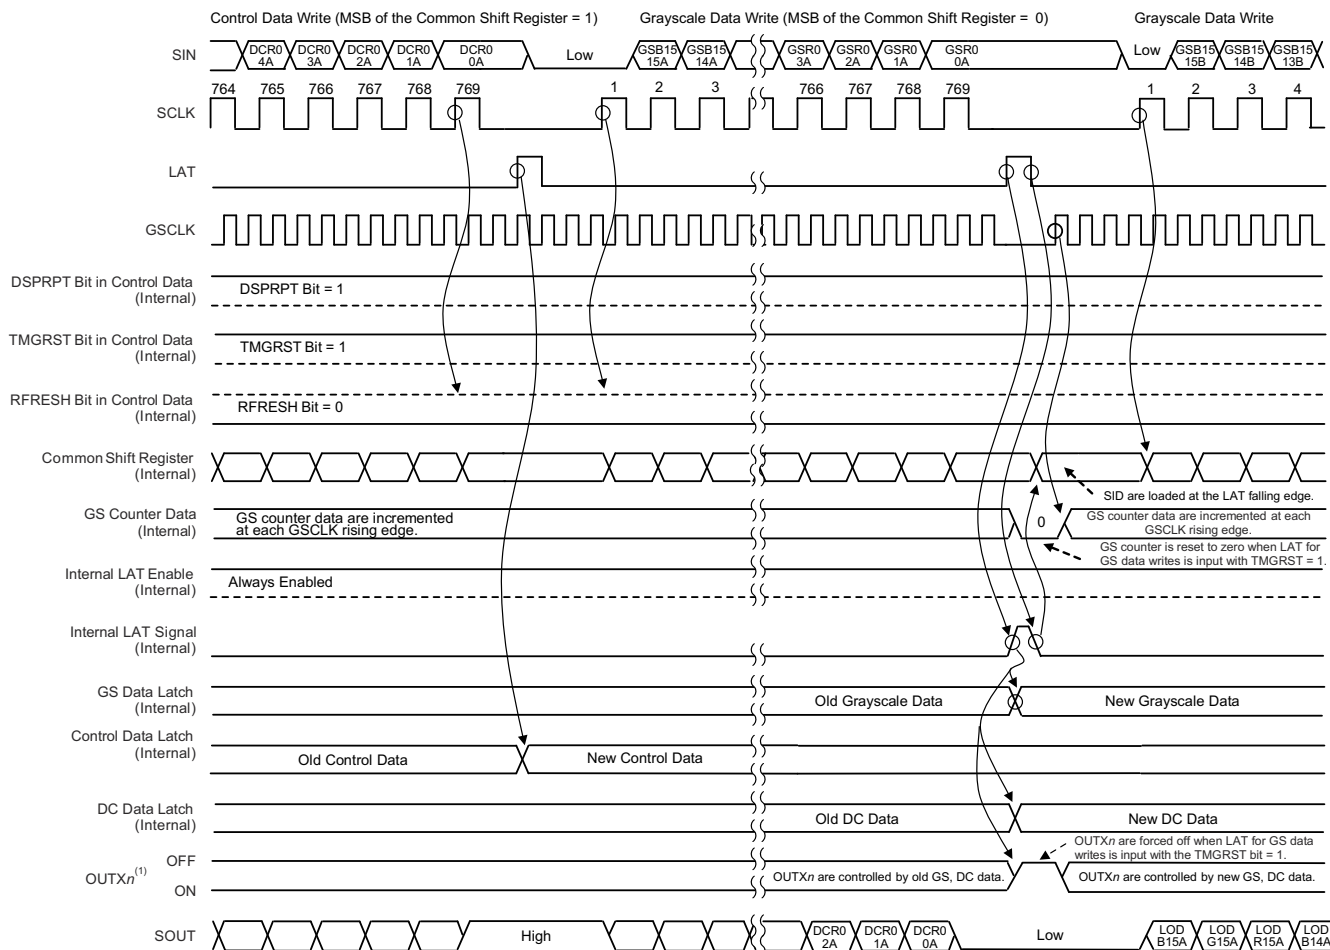 Control Data Write (MSB of the Common Shift Register = 1)
Grayscale Data Write (MSB of the Common Shift Register = 0)
Grayscale Data Write
SIN
DCR0 4A
DCR0 3A
DCR0 2A
DCR0 1A
DCR0 0A
Low
GSB15 15A
GSB15 14A
GSR0 3A
GSR0 2A
GSR0 1A
GSR0 0A
Low
GSB15 15B
GSB15 14B
GSB15 13B
764 765 766 767 768 769 1 2 3 766 767 768 769 1 2 3 4
SCLK
LAT
GSCLK
DSPRPT Bit in Control Data
(Internal)
DSPRPT Bit = 1
TMGRST Bit in Control Data
(Internal)
TMGRST Bit = 1
RFRESH Bit in Control Data
(Internal)
RFRESH Bit = 0
Common Shift Register
(Internal)
SID are loaded at the LAT falling edge.
GS Counter Data
(Internal)
GS counter data are incremented
at each GSCLK rising edge.
0
GS counter data are incremented at each
GSCLK rising edge.
GS counter is reset to zero when LAT for
GS data writes is input with TMGRST = 1.
Internal LAT Enable
(Internal)
Always Enabled
Internal LAT Signal
(Internal)
GS Data Latch
(Internal)
Old Grayscale Data
New Grayscale Data
Control Data Latch
(Internal)
Old Control Data
New Control Data
DC Data Latch
(Internal)
Old DC Data
New DC Data
OUTXn are forced off when LAT for GS data
writes is input with the TMGRST bit = 1.
OFF
OUTXn(1)
ON
OUTXn are controlled by old GS, DC data.
OUTXn are controlled by new GS, DC data.
SOUT
High
DCR0 2A
DCR0 1A
DCR0 0A
Low
LOD B15A
LOD G15A
LOD R15A
LOD B14A